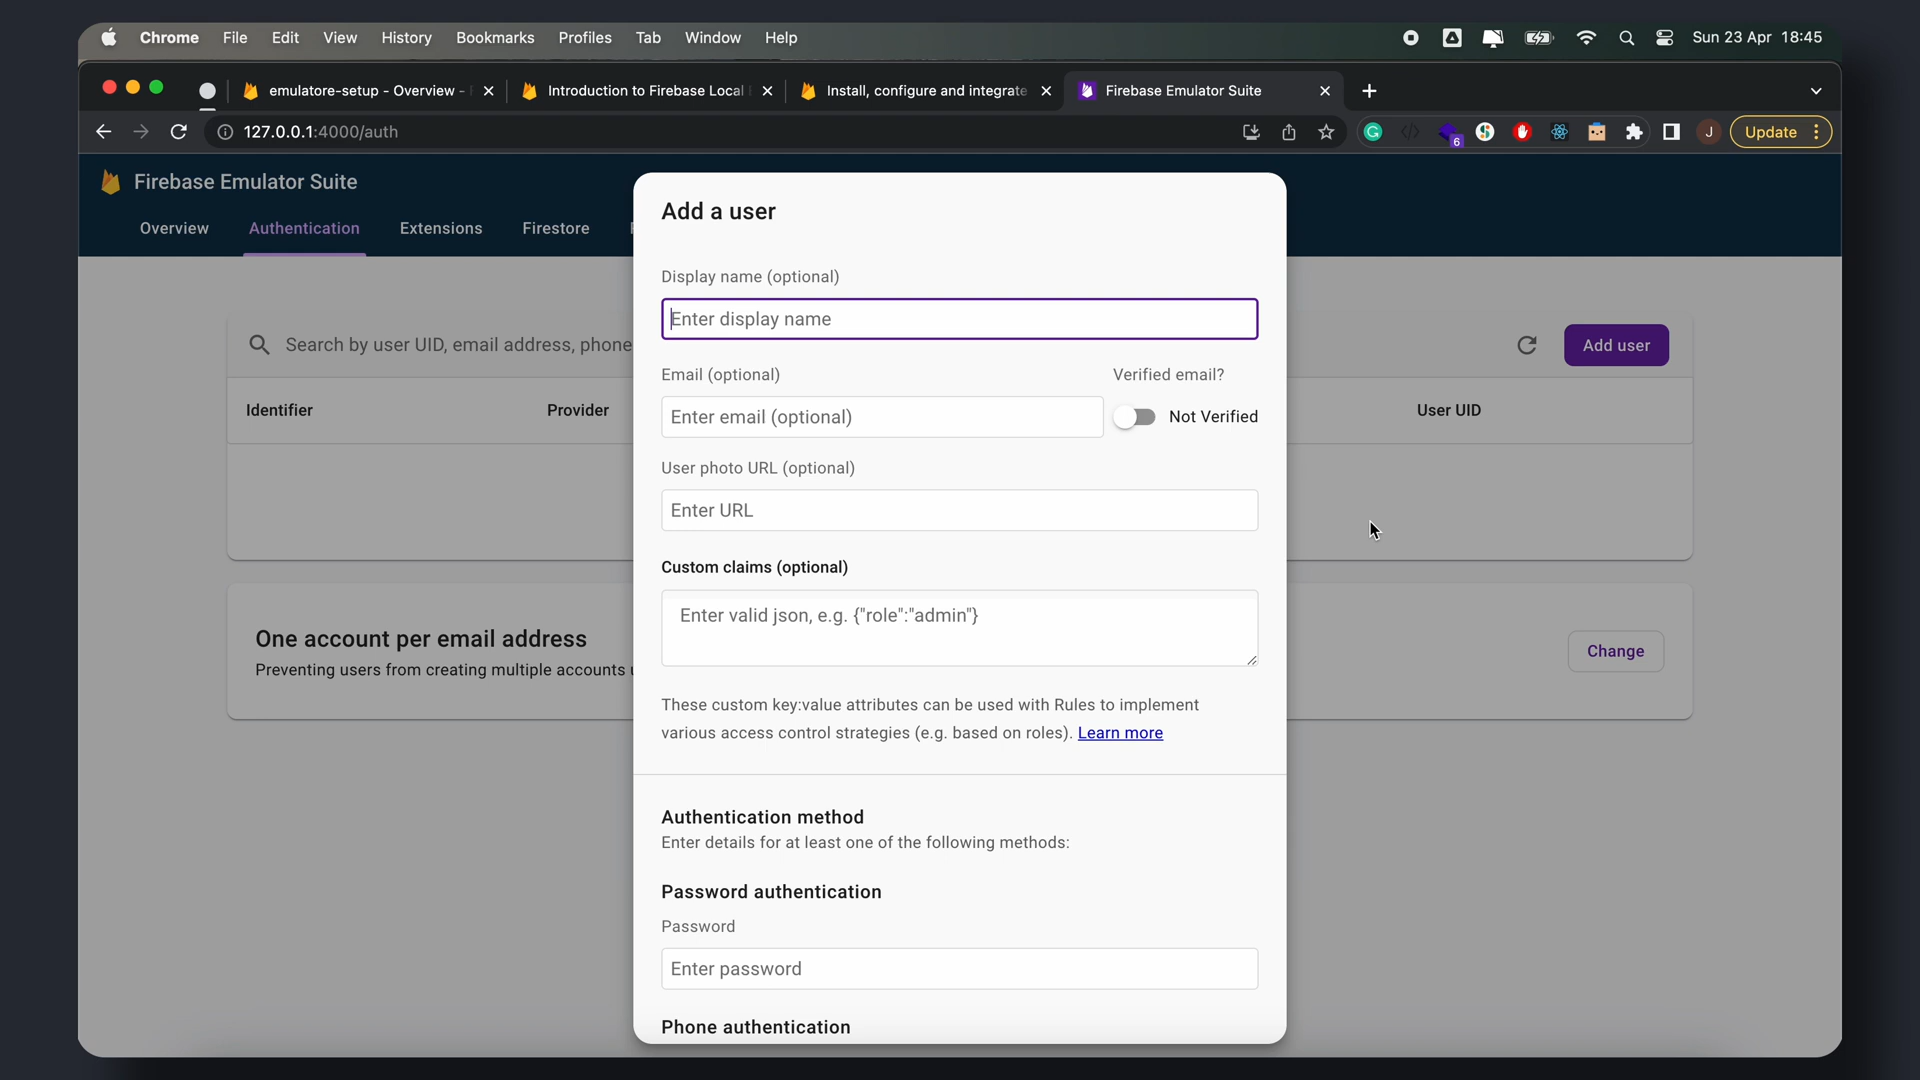 Chrome File Edit View History Bookmarks Profiles Tab Window Help Sun 23 Apr 18:45
emulatore-setup - Overview - Introduction to Firebase Local Install, configure and integrate Firebase Emulator Suite
127.0.0.1:4000/auth 6 J Update
Firebase Emulator Suite
Overview Authentication Extensions Firestore
Add a user
Display name (optional)
Enter display name
Search by user UID, email address, phone Add user
Email (optional) Verified email?
Identifier Provider User UID
Enter email (optional) Not Verified
User photo URL (optional)
Enter URL
Custom claims (optional)
Enter valid json, e.g. {"role":"admin"}
One account per email address
Preventing users from creating multiple accounts
Change
These custom key:value attributes can be used with Rules to implement
various access control strategies (e.g. based on roles). Learn more
Authentication method
Enter details for at least one of the following methods:
Password authentication
Password
Enter password
Phone authentication